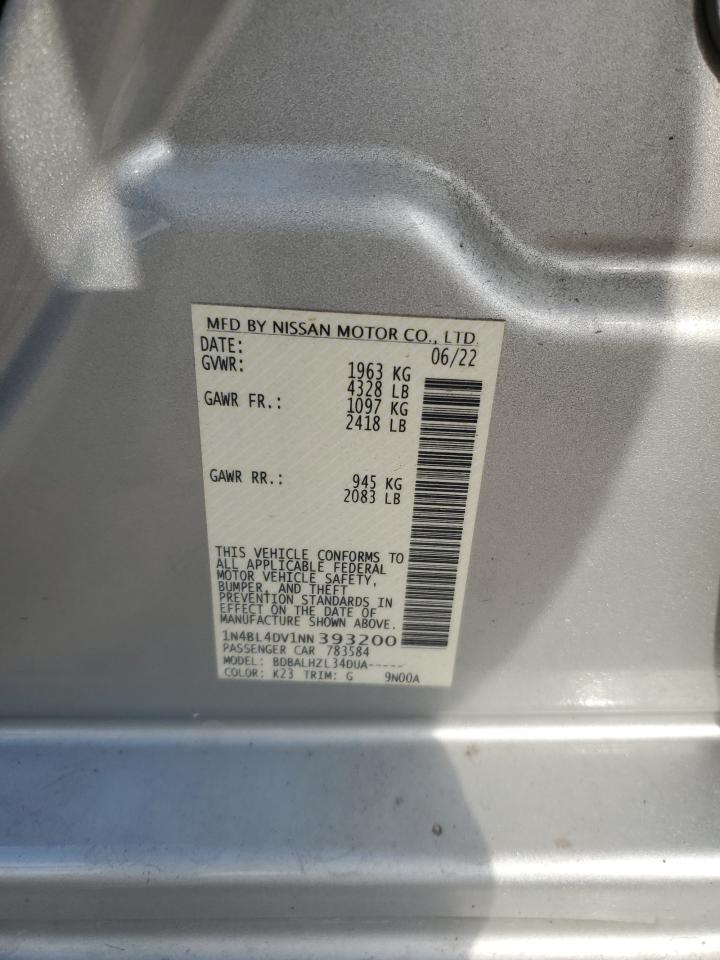 MFD BY NISSAN MOTOR CO., LTD.
DATE: 06/22
GVWR: 1963 KG
4328 LB
GAWR FR.: 1097 KG
2418 LB
GAWR RR.: 945 KG
2083 LB
THIS VEHICLE CONFORMS TO
ALL APPLICABLE FEDERAL
MOTOR VEHICLE SAFETY,
BUMPER, AND THEFT
PREVENTION STANDARDS IN
EFFECT ON THE DATE OF
MANUFACTURE SHOWN ABOVE.
1N4BL4DV1NN393200
PASSENGER CAR 783584
MODEL: BDBALHZL34DUA-----
COLOR: K23 TRIM: G 9N00A